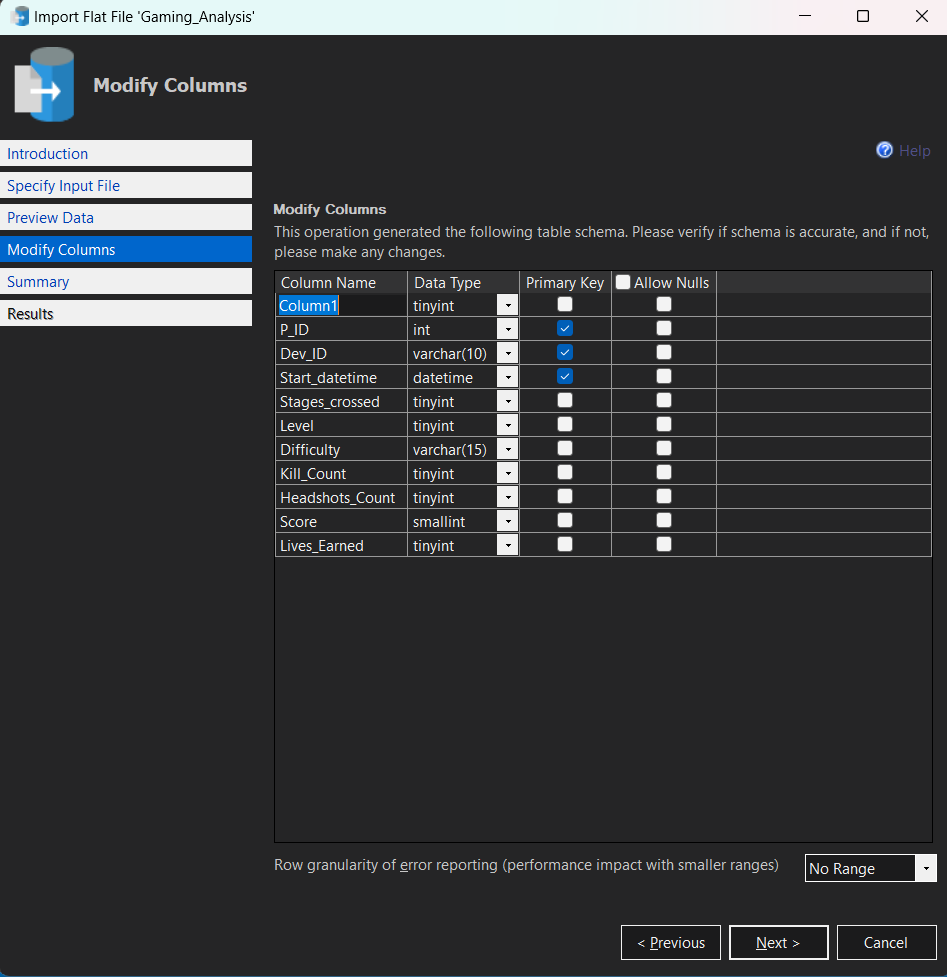 Import Flat File 'Gaming_Analysis'
Modify Columns
Introduction
Specify Input File
Preview Data
Modify Columns
Summary
Results
Help
Modify Columns
This operation generated the following table schema. Please verify if schema is accurate, and if not,
please make any changes.
Column Name Data Type Primary Key Allow Nulls
Column1 tinyint
P_ID int
Dev_ID varchar(10)
Start_datetime datetime
Stages_crossed tinyint
Level tinyint
Difficulty varchar(15)
Kill_Count tinyint
Headshots_Count tinyint
Score smallint
Lives_Earned tinyint
Row granularity of error reporting (performance impact with smaller ranges) No Range
< Previous Next > Cancel